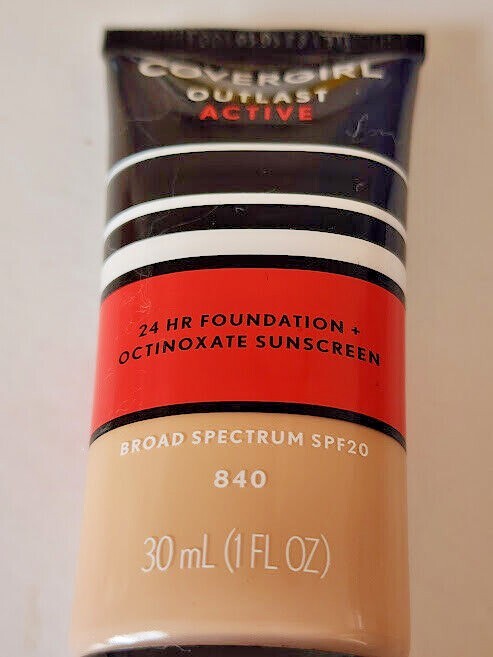 COVERGIRL
OUTLAST
ACTIVE
24 HR FOUNDATION +
OCTINOXATE SUNSCREEN
BROAD SPECTRUM SPF20
840
30 mL (1 FL OZ)